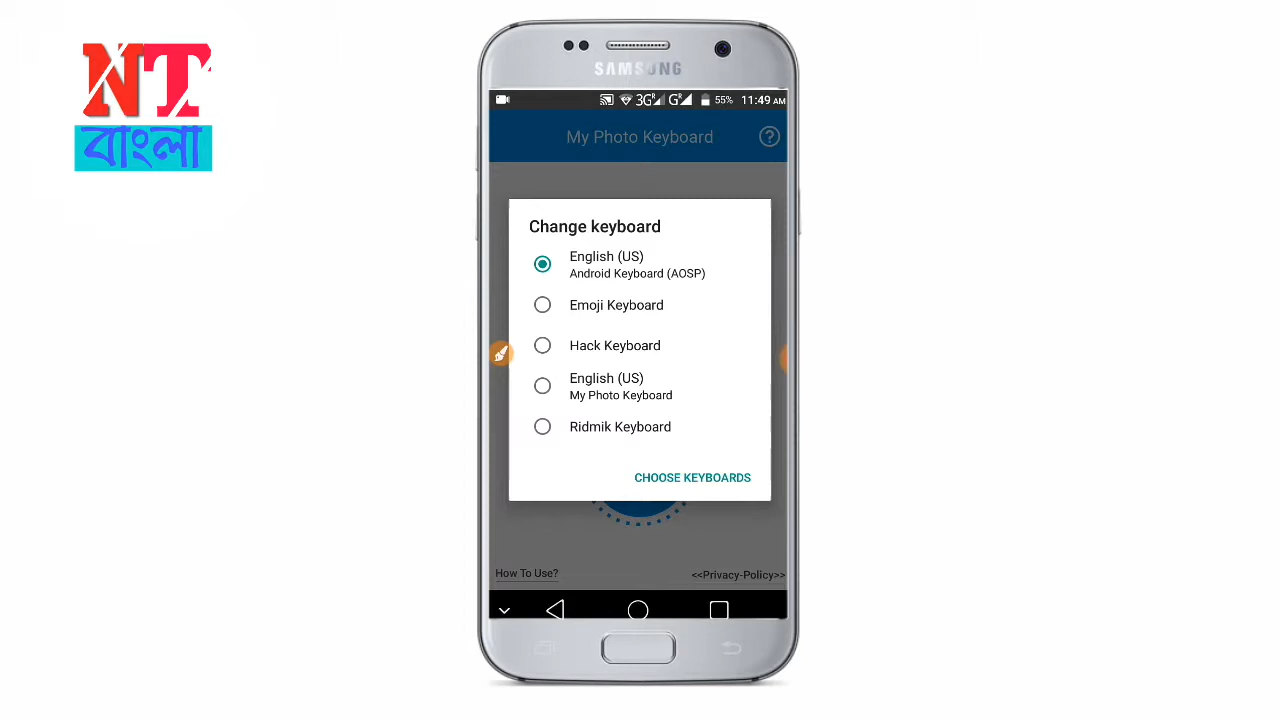 NT
বাংলা
SAMSUNG
3G R G R 55% 11:49 AM
My Photo Keyboard
Change keyboard
English (US)
Android Keyboard (AOSP)
Emoji Keyboard
Hack Keyboard
English (US)
My Photo Keyboard
Ridmik Keyboard
CHOOSE KEYBOARDS
How To Use?
<<Privacy-Policy>>